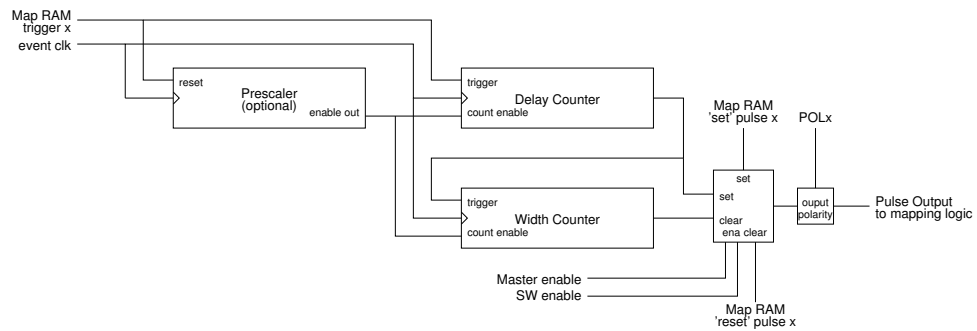 Map RAM
trigger x
event clk
reset
Prescaler
(optional)
enable out
trigger
Delay Counter
count enable
Map RAM
'set' pulse x
POLx
set
set
clear
ena clear
ouput
polarity
Pulse Output
to mapping logic
trigger
Width Counter
count enable
Master enable
SW enable
Map RAM
'reset' pulse x